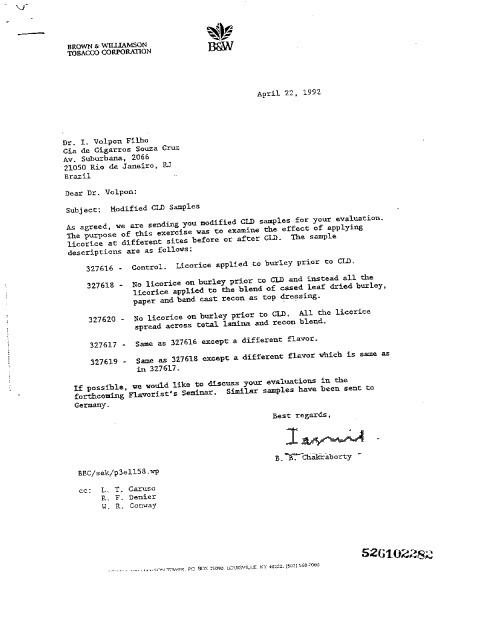 BROWN & WILLIAMSON
TOBACCO CORPORATION
B&W
April 22, 1992
Dr. I. Volpon Filho
Cia de Cigarros Souza Cruz
Av. Suburbana, 2066
21050 Rio de Janeiro, RJ
Brazil
Dear Dr. Volpon:
Subject: Modified CLD Samples
As agreed, we are sending you modified CLD samples for your evaluation.
The purpose of this exercise was to examine the effect of applying
licorice at different sites before or after CLD. The sample
descriptions are as follows:
327616 - Control. Licorice applied to burley prior to CLD.
327618 - No licorice on burley prior to CLD and instead all the
licorice applied to the blend of cased leaf dried burley,
paper and band cast recon as top dressing.
327620 - No licorice on burley prior to CLD. All the licorice
spread across total lamina and recon blend.
327617 - Same as 327616 except a different flavor.
327619 - Same as 327618 except a different flavor which is same as
in 327617.
If possible, we would like to discuss your evaluations in the
forthcoming Flavorist's Seminar. Similar samples have been sent to
Germany.
Best regards,
B. B. Chakraborty
BBC/sek/p3ell58.wp
cc: L. T. Caruso
R. F. Denier
W. R. Conway
526102282
TOWER, PO BOX 35090, LOUISVILLE, KY 40232, (502) 568-7000